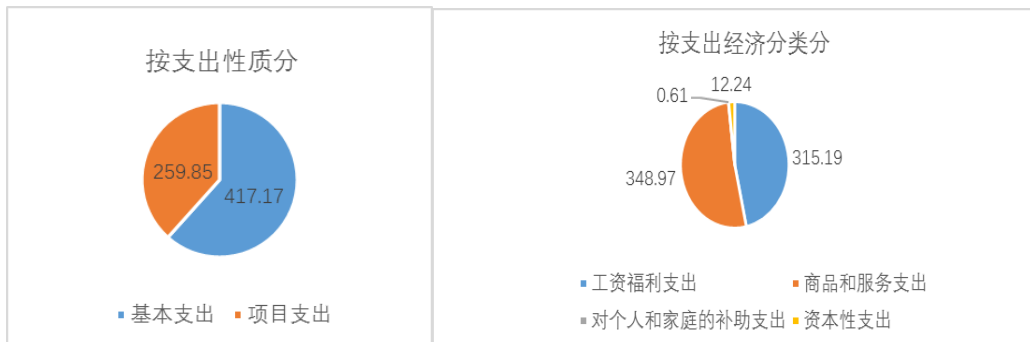 按支出性质分
259.85
417.17
基本支出 项目支出
按支出经济分类分
12.24
0.61
315.19
348.97
工资福利支出 商品和服务支出
对个人和家庭的补助支出 资本性支出